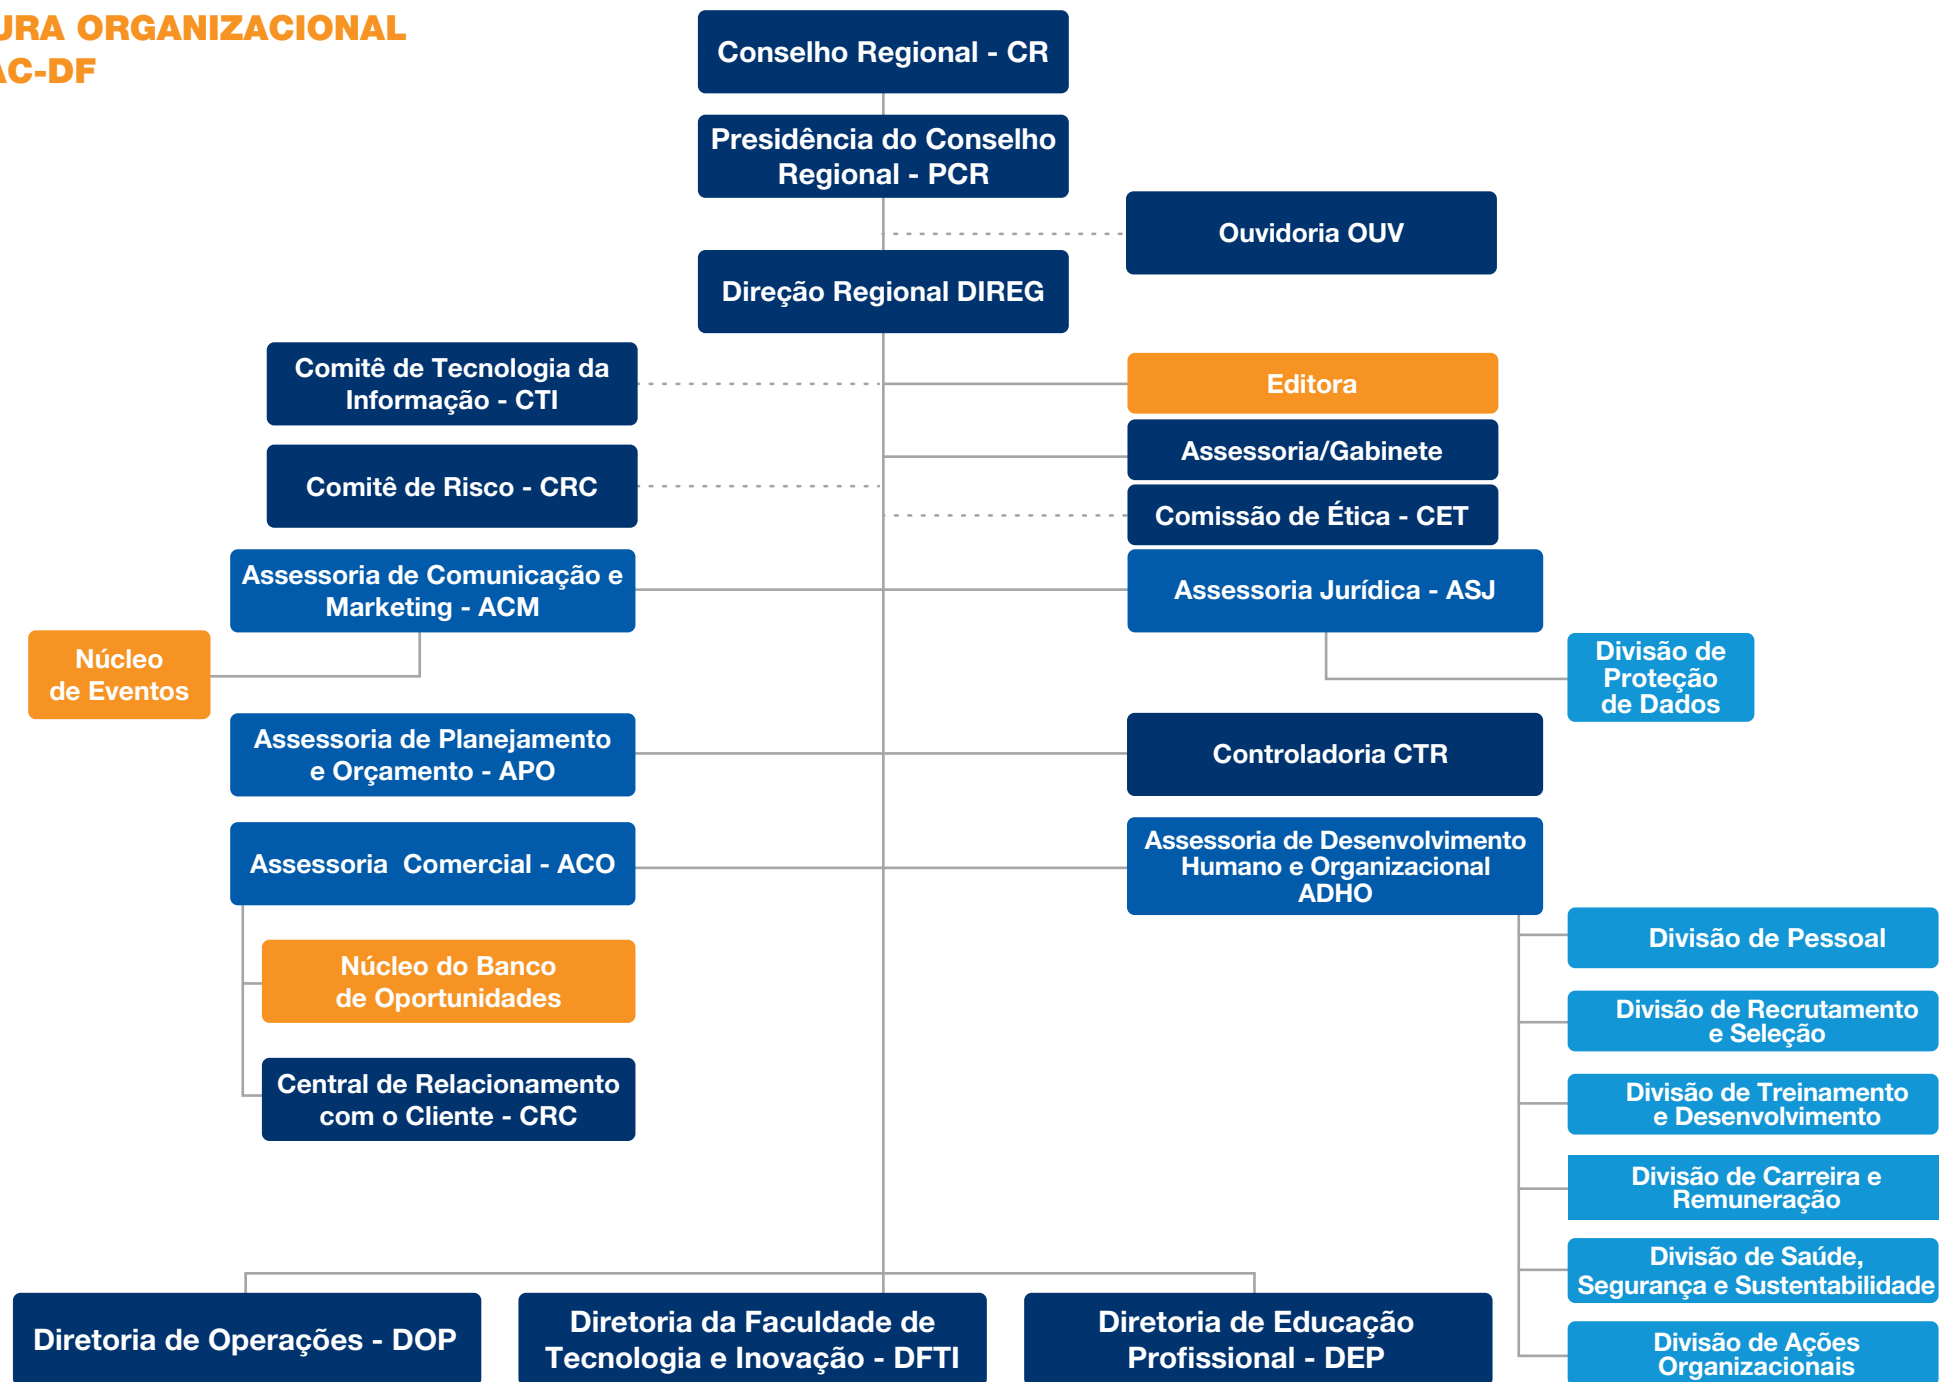 URA ORGANIZACIONAL
AC-DF
Conselho Regional - CR
Presidência do Conselho
Regional - PCR
Ouvidoria OUV
Direção Regional DIREG
Comitê de Tecnologia da
Informação - CTI
Editora
Assessoria/Gabinete
Comitê de Risco - CRC
Comissão de Ética - CET
Assessoria de Comunicação e
Marketing - ACM
Assessoria Jurídica - ASJ
Núcleo
de Eventos
Divisão de
Proteção
de Dados
Assessoria de Planejamento
e Orçamento - APO
Controladoria CTR
Assessoria  Comercial - ACO
Assessoria de Desenvolvimento
Humano e Organizacional
ADHO
Núcleo do Banco
de Oportunidades
Central de Relacionamento
com o Cliente - CRC
Divisão de Pessoal
Divisão de Recrutamento
e Seleção
Divisão de Treinamento
e Desenvolvimento
Divisão de Carreira e
Remuneração
Divisão de Saúde,
Segurança e Sustentabilidade
Divisão de Ações
Organizacionais
Diretoria de Operações - DOP
Diretoria da Faculdade de
Tecnologia e Inovação - DFTI
Diretoria de Educação
Profissional - DEP